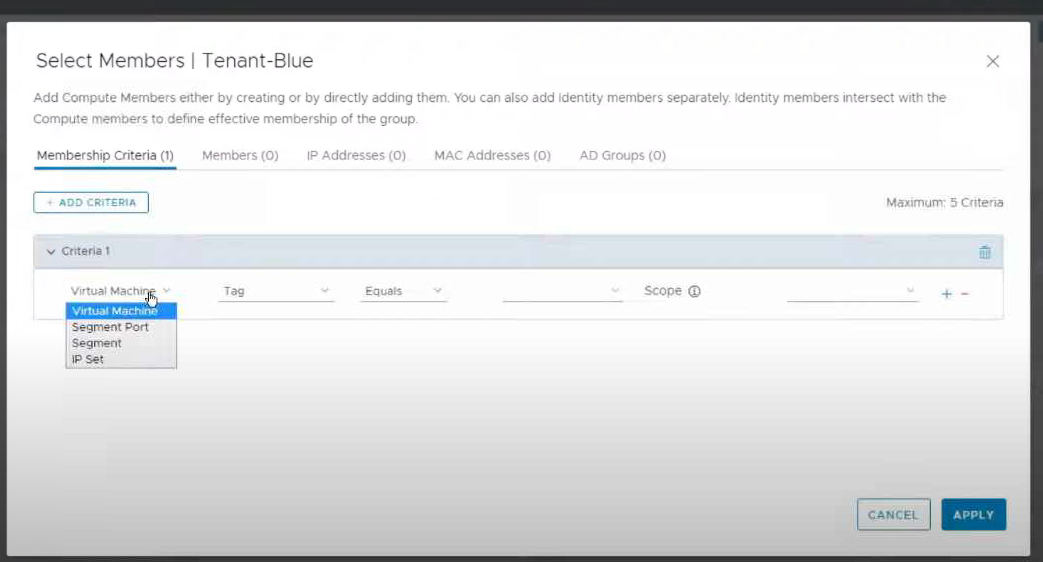 Select Members | Tenant-Blue
Add Compute Members either by creating or by directly adding them. You can also add Identity members separately. Identity members intersect with the
Compute members to define effective membership of the group.
Membership Criteria (1) Members (0) IP Addresses (0) MAC Addresses (0) AD Groups (0)
+ ADD CRITERIA Maximum: 5 Criteria
Criteria 1
Virtual Machine Tag Equals Scope
Virtual Machine
Segment Port
Segment
IP Set
CANCEL APPLY